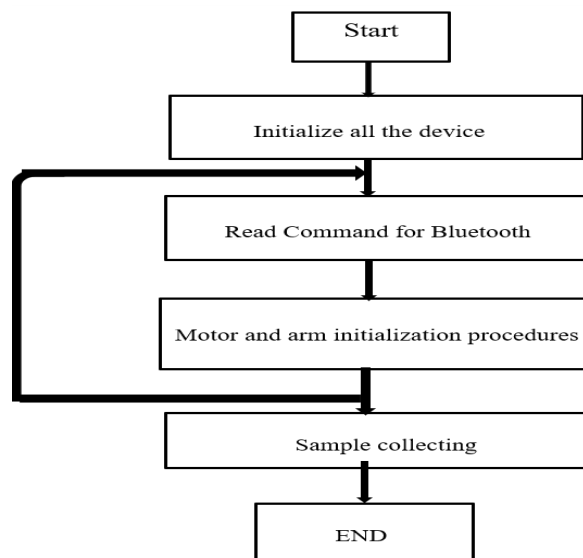 Start
Initialize all the device
Read Command for Bluetooth
Motor and arm initialization procedures
Sample collecting
END